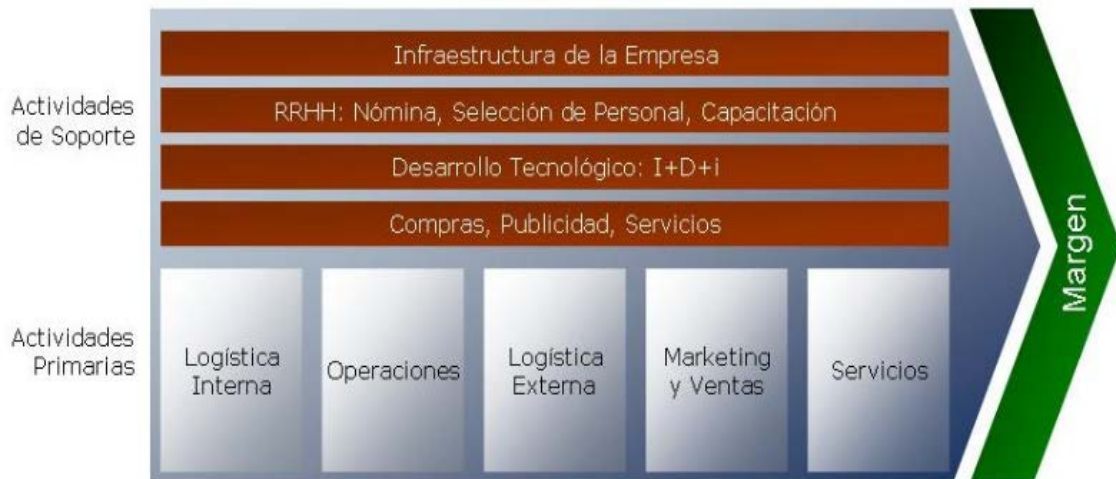 Actividades
de Soporte
Infraestructura de la Empresa
RRHH: Nómina, Selección de Personal, Capacitación
Desarrollo Tecnológico: I+D+i
Compras, Publicidad, Servicios
Actividades
Primarias
Logística
Interna
Operaciones
Logística
Externa
Marketing
y Ventas
Servicios
Margen